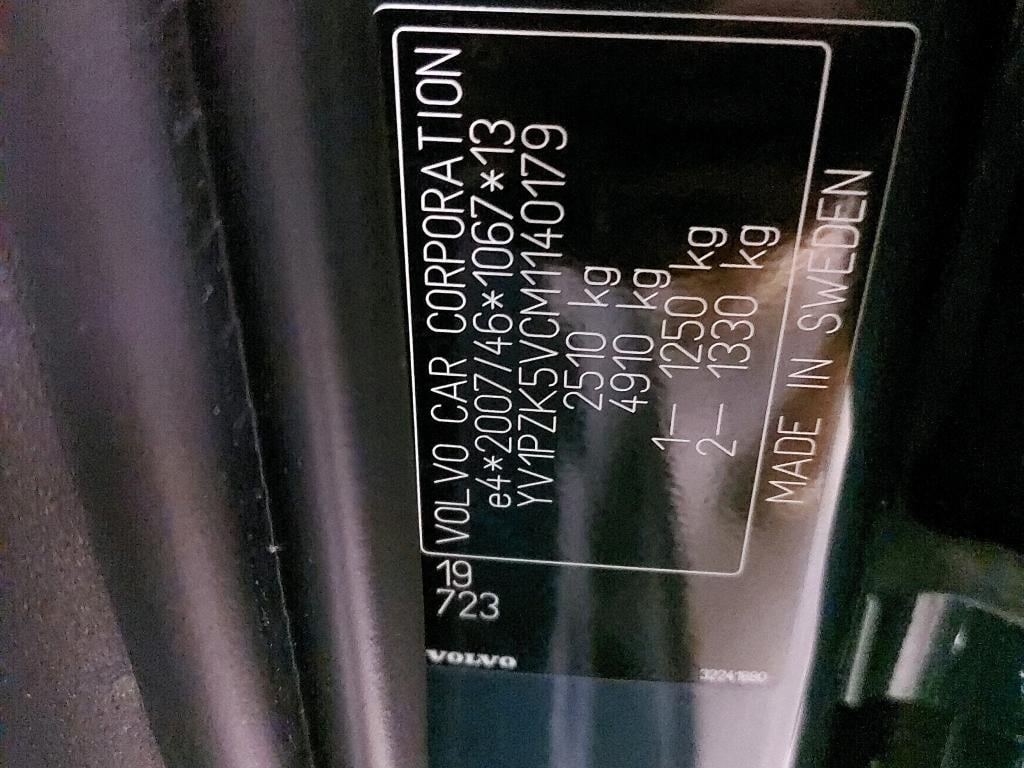 VOLVO CAR CORPORATION
e4*2007/46*1067*13
YV1PZK5VCM1140179
2510 kg
4910 kg
1– 1250 kg
2– 1330 kg
MADE IN SWEDEN
19
723
VOLVO